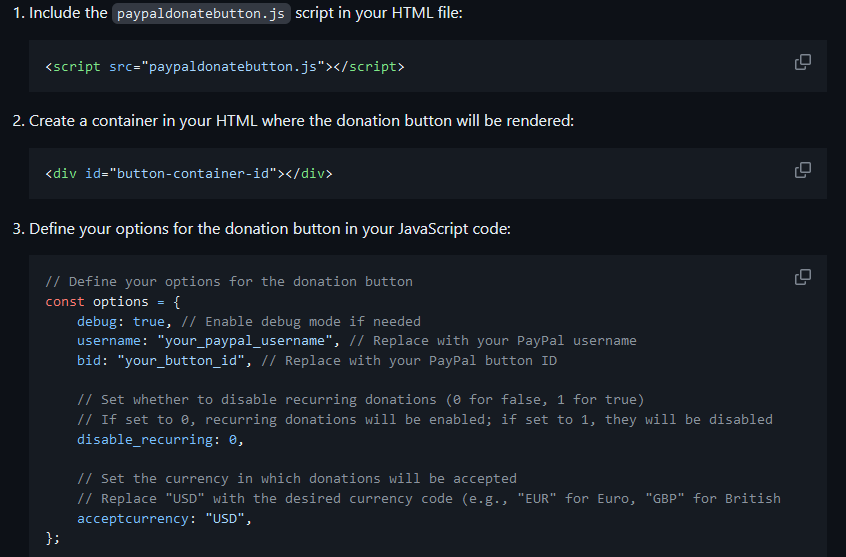 1. Include the paypaldonatebutton.js script in your HTML file:
<script src="paypaldonatebutton.js"></script>
2. Create a container in your HTML where the donation button will be rendered:
<div id="button-container-id"></div>
3. Define your options for the donation button in your JavaScript code:
// Define your options for the donation button
const options = {
    debug: true, // Enable debug mode if needed
    username: "your_paypal_username", // Replace with your PayPal username
    bid: "your_button_id", // Replace with your PayPal button ID

    // Set whether to disable recurring donations (0 for false, 1 for true)
    // If set to 0, recurring donations will be enabled; if set to 1, they will be disabled
    disable_recurring: 0,

    // Set the currency in which donations will be accepted
    // Replace "USD" with the desired currency code (e.g., "EUR" for Euro, "GBP" for British
    acceptcurrency: "USD",
};